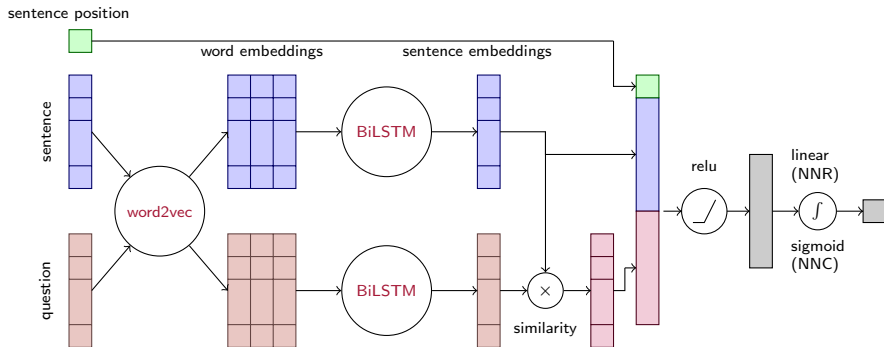 sentence position
word embeddings
sentence embeddings
sentence
BiLSTM
relu
linear
(NNR)
word2vec
∫
sigmoid
(NNC)
question
BiLSTM
×
similarity